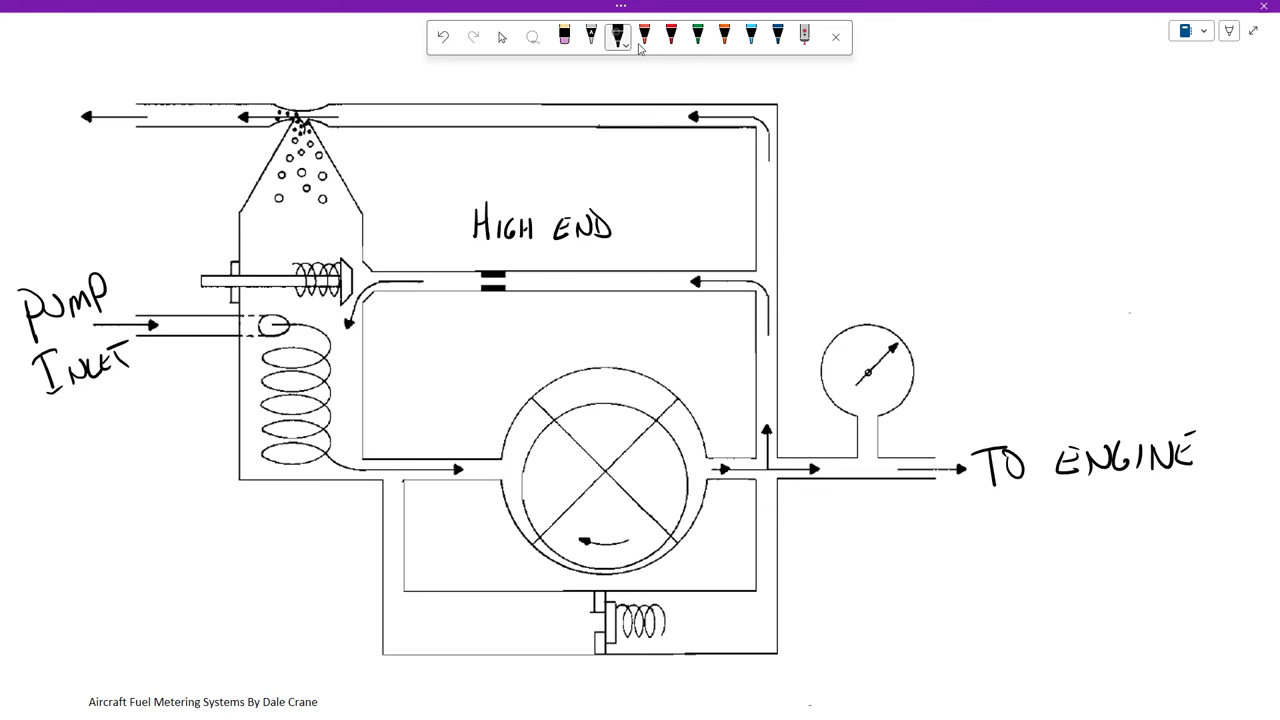 HIGH END
PUMP
INLET
TO ENGINE
Aircraft Fuel Metering Systems By Dale Crane